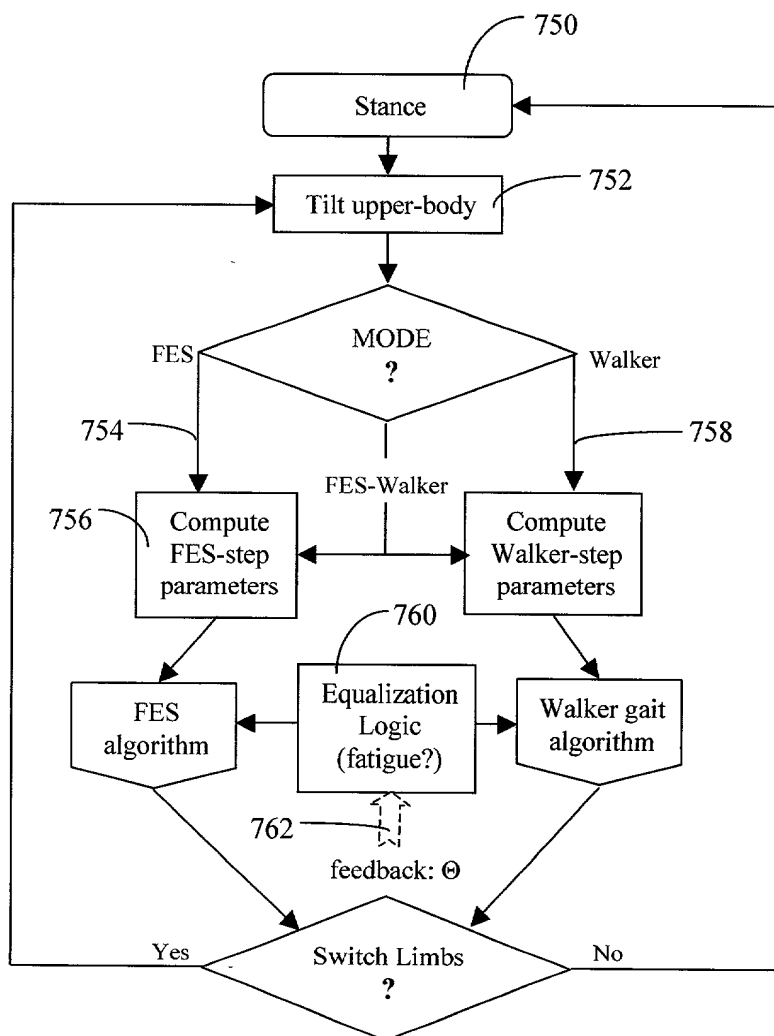 750
Stance
752
Tilt upper-body
MODE
?
FES
Walker
754
758
FES-Walker
756
Compute
FES-step
parameters
Compute
Walker-step
parameters
760
FES
algorithm
Equalization
Logic
(fatigue?)
Walker gait
algorithm
762
feedback: Θ
Yes
Switch Limbs
?
No